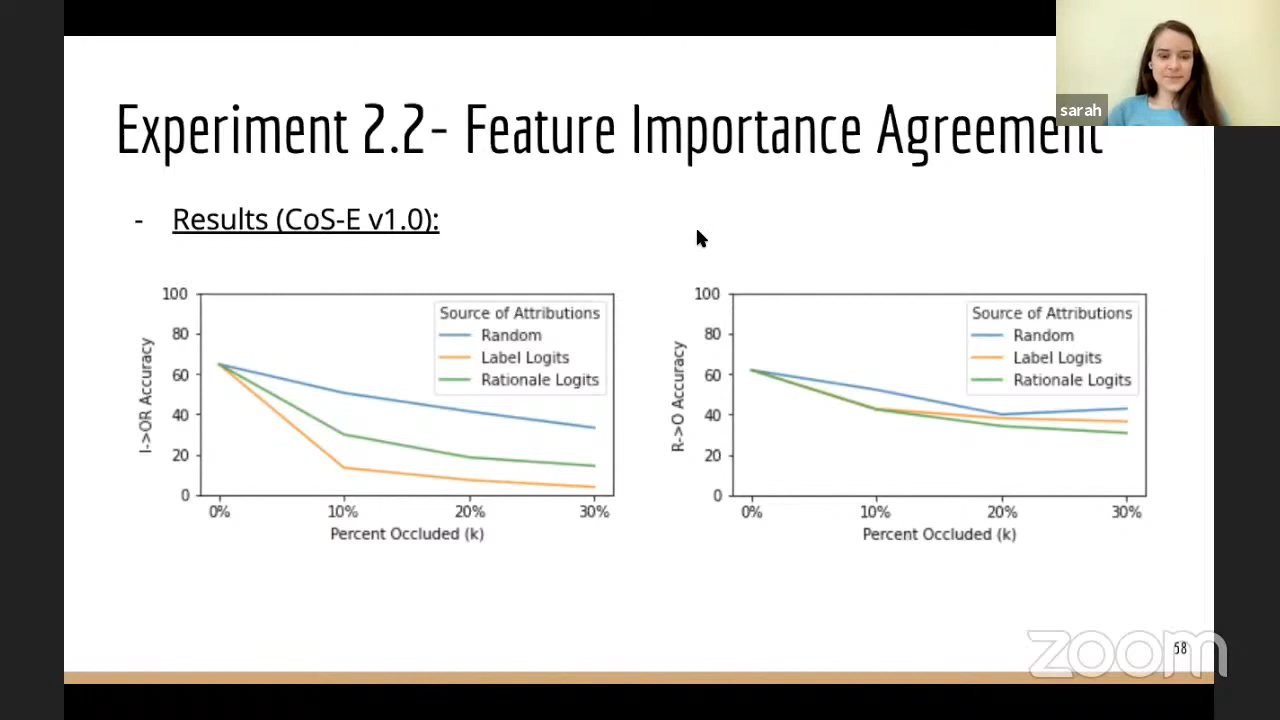 sarah
Experiment 2.2- Feature Importance Agreement
- Results (CoS-E v1.0):
100
80
60
40
20
0
I->OR Accuracy
Source of Attributions
Random
Label Logits
Rationale Logits
0% 10% 20% 30%
Percent Occluded (k)
100
80
60
40
20
0
R->O Accuracy
Source of Attributions
Random
Label Logits
Rationale Logits
0% 10% 20% 30%
Percent Occluded (k)
zoom
58